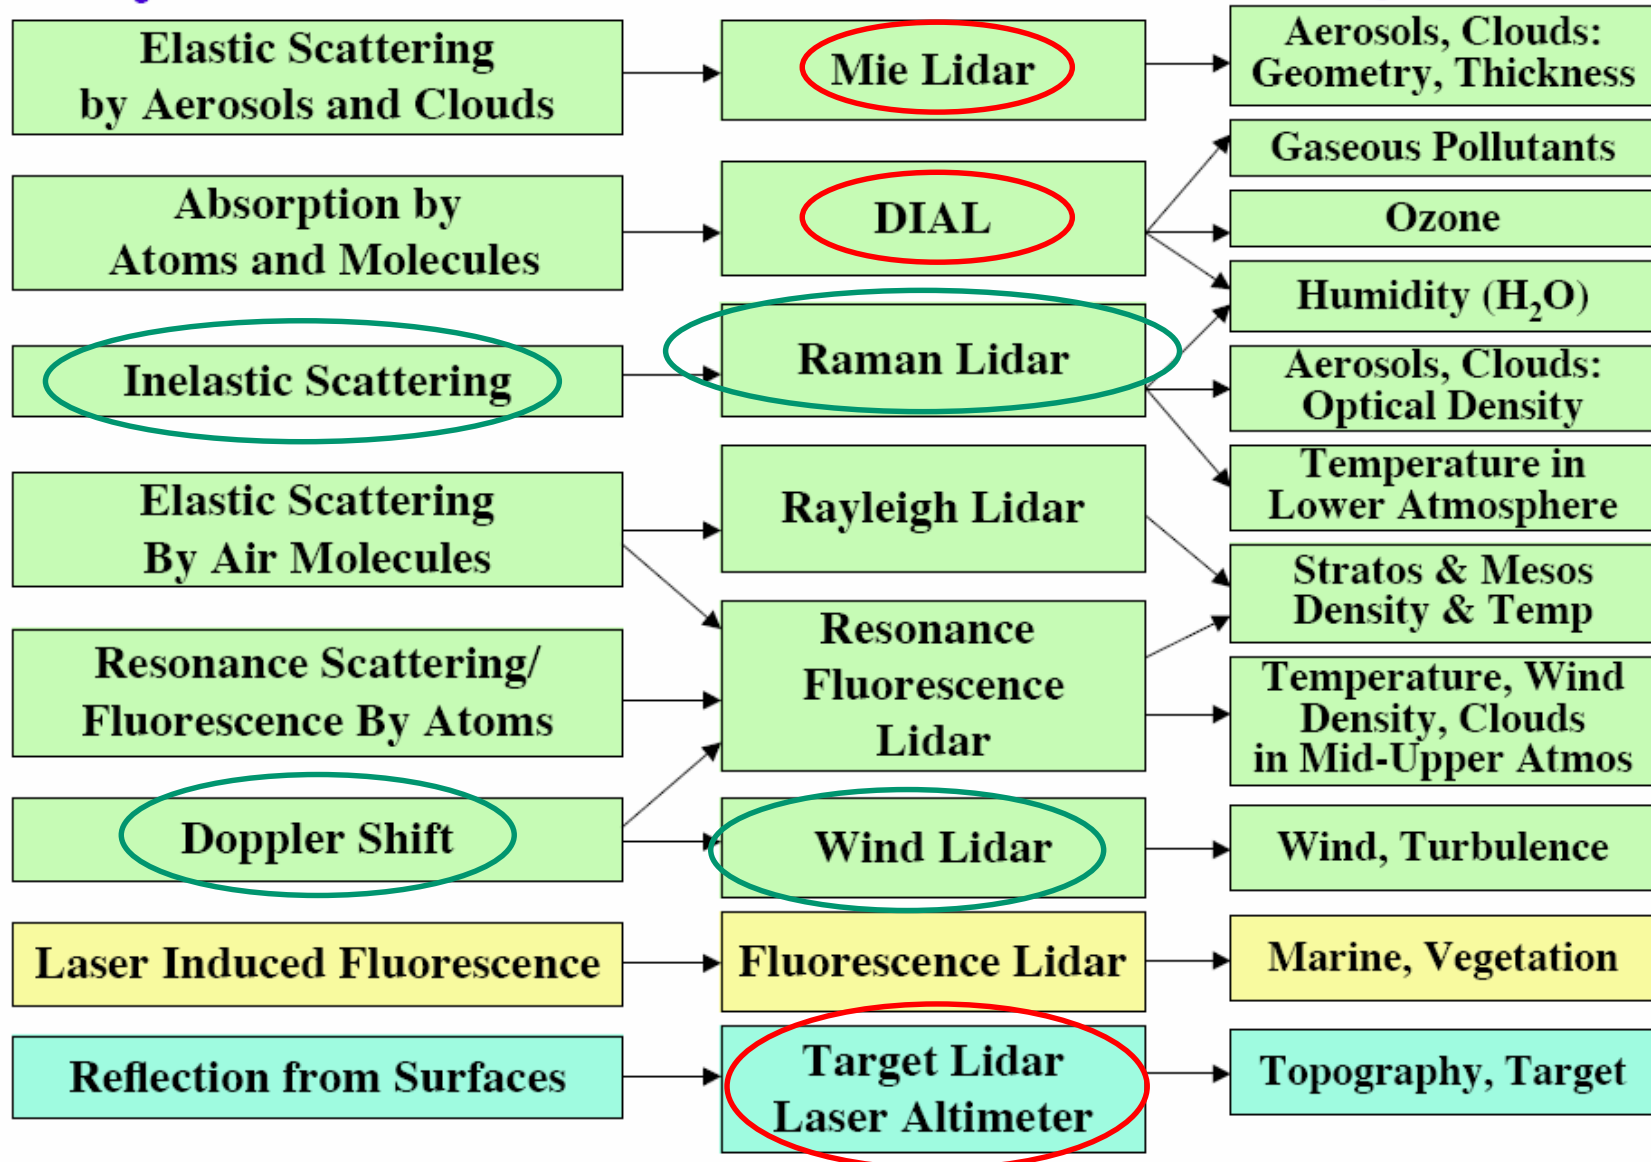 Elastic Scattering
by Aerosols and Clouds
Mie Lidar
Aerosols, Clouds:
Geometry, Thickness
Absorption by
Atoms and Molecules
DIAL
Gaseous Pollutants
Ozone
Humidity (H₂O)
Inelastic Scattering
Raman Lidar
Aerosols, Clouds:
Optical Density
Temperature in
Lower Atmosphere
Elastic Scattering
By Air Molecules
Rayleigh Lidar
Stratos & Mesos
Density & Temp
Resonance Scattering/
Fluorescence By Atoms
Resonance
Fluorescence
Lidar
Temperature, Wind
Density, Clouds
in Mid-Upper Atmos
Doppler Shift
Wind Lidar
Wind, Turbulence
Laser Induced Fluorescence
Fluorescence Lidar
Marine, Vegetation
Reflection from Surfaces
Target Lidar
Laser Altimeter
Topography, Target